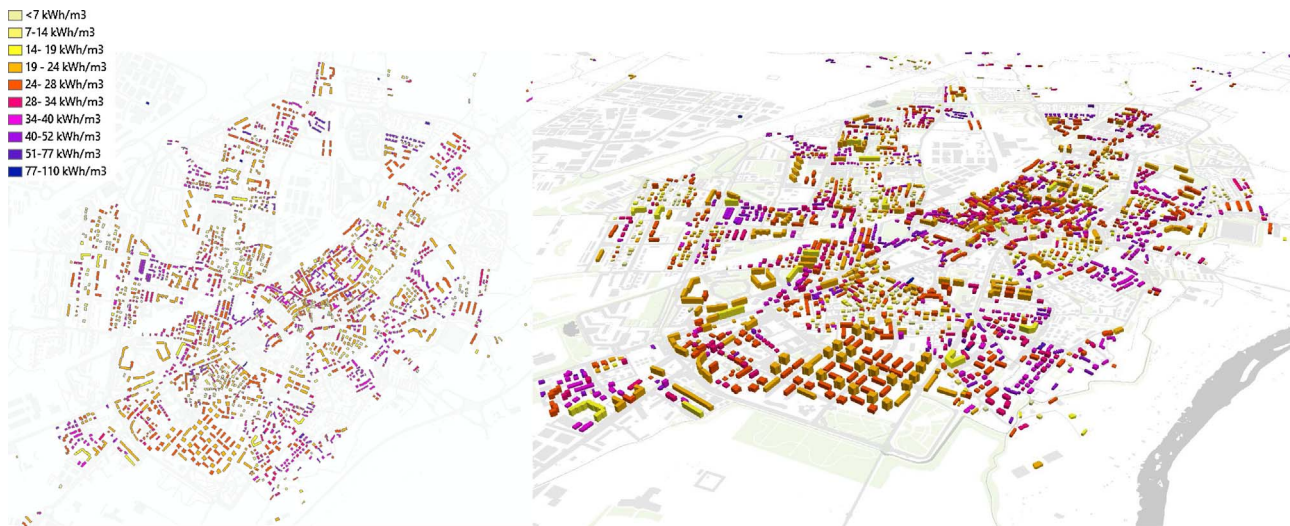 <7 kWh/m3
7-14 kWh/m3
14- 19 kWh/m3
19 - 24 kWh/m3
24- 28 kWh/m3
28- 34 kWh/m3
34-40 kWh/m3
40-52 kWh/m3
51-77 kWh/m3
77-110 kWh/m3